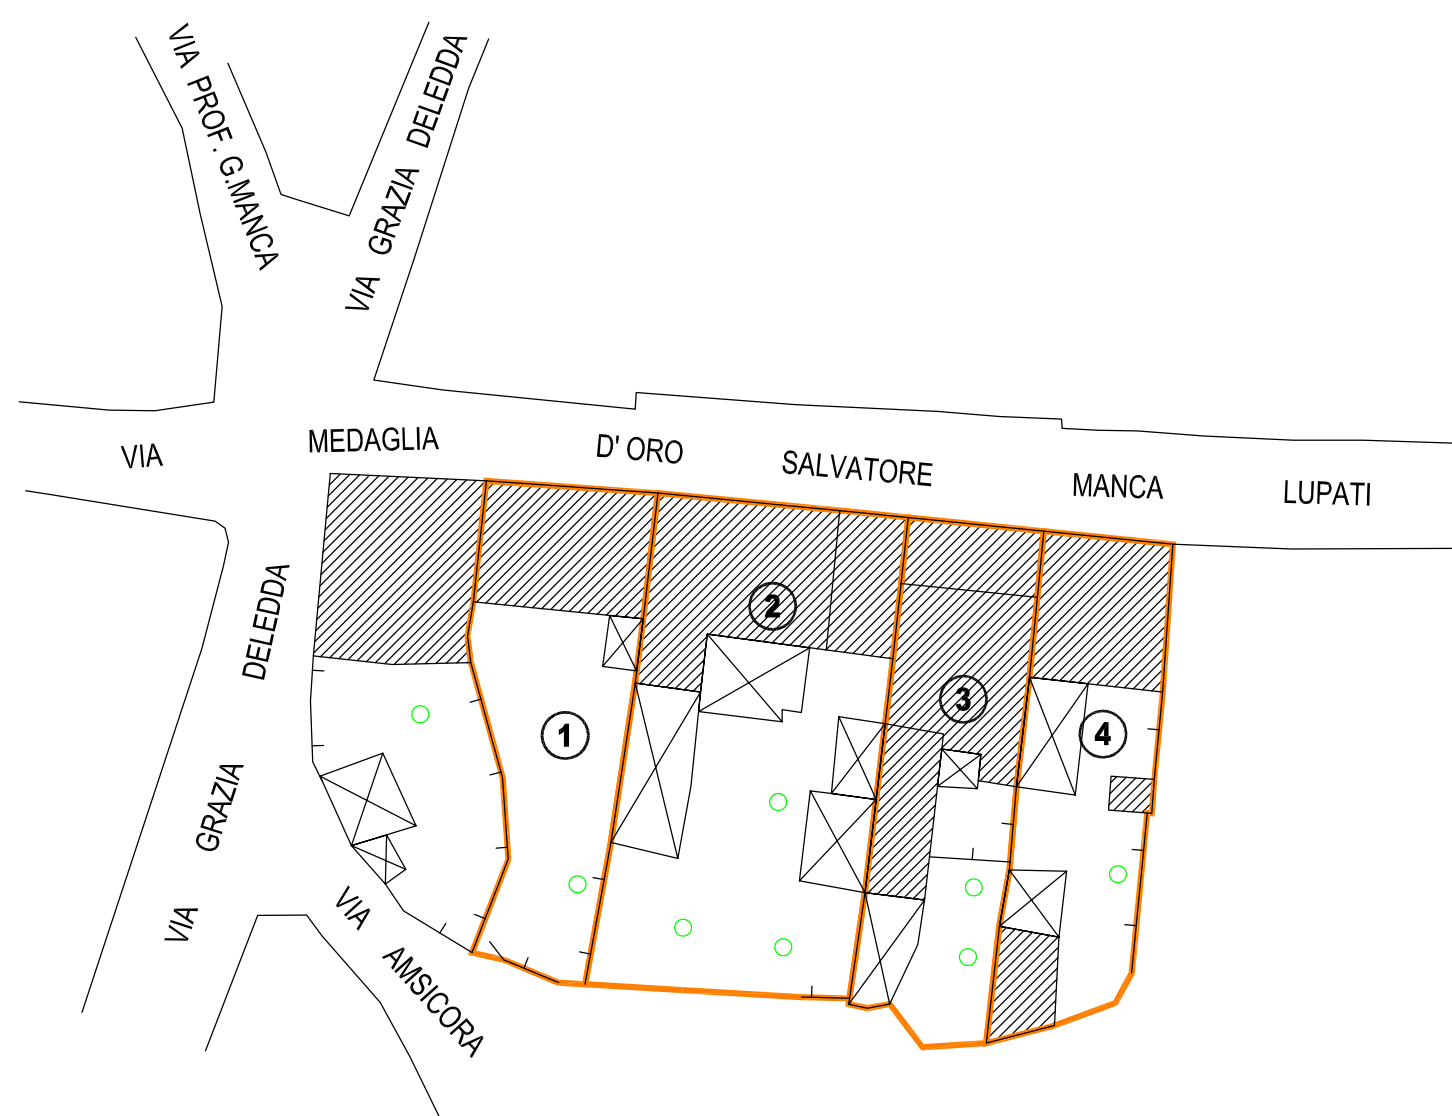 VIA PROF. G.MANCA
VIA GRAZIA DELEDDA
VIA MEDAGLIA D' ORO SALVATORE MANCA LUPATI
VIA GRAZIA DELEDDA
VIA AMSICORA
1
2
3
4